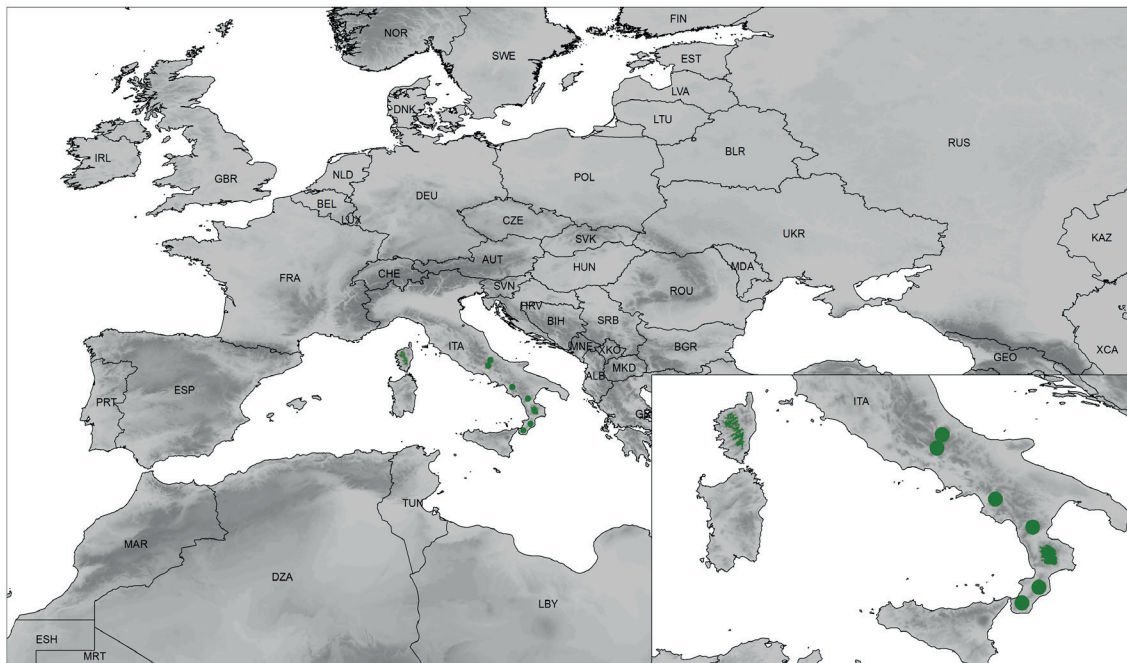 FIN
NOR
SWE
EST
LVA
DNK
LTU
RUS
BLR
IRL
GBR
NLD
POL
DEU
BEL
LUX
CZE
UKR
KAZ
SVK
AUT
HUN
MDA
CHE
FRA
SVN
ROU
HRV
BIH
SRB
ITA
MNE
XKO
BGR
GEO
XCA
MKD
ALB
PRT
ESP
ITA
TUN
MAR
DZA
LBY
ESH
MRT